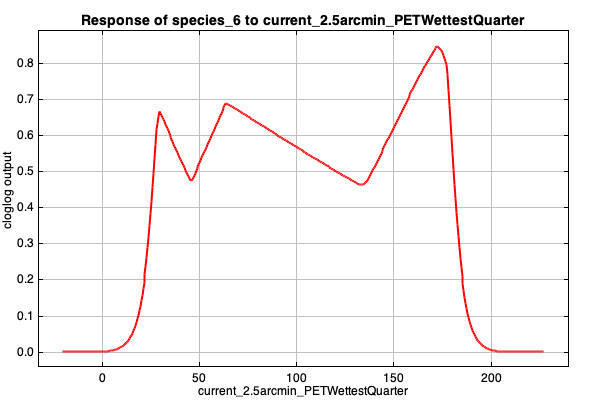 Response of species_6 to current_2.5arcmin_PETWettestQuarter
cloglog output
0.8
0.7
0.6
0.5
0.4
0.3
0.2
0.1
0.0
0 50 100 150 200
current_2.5arcmin_PETWettestQuarter